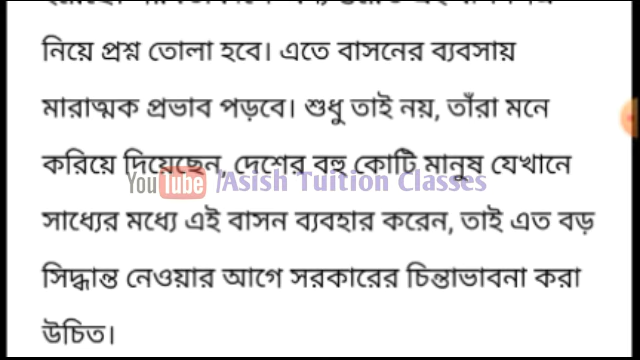 নিয়ে প্রশ্ন তোলা হবে। এতে বাসনের ব্যবসায়
মারাত্মক প্রভাব পড়বে। শুধু তাই নয়, তাঁরা মনে
করিয়ে দিয়েছেন, দেশের বহু কোটি মানুষ যেখানে
YouTube /Asish Tuition Classes
সাধ্যের মধ্যে এই বাসন ব্যবহার করেন, তাই এত বড়
সিদ্ধান্ত নেওয়ার আগে সরকারের চিন্তাভাবনা করা
উচিত।